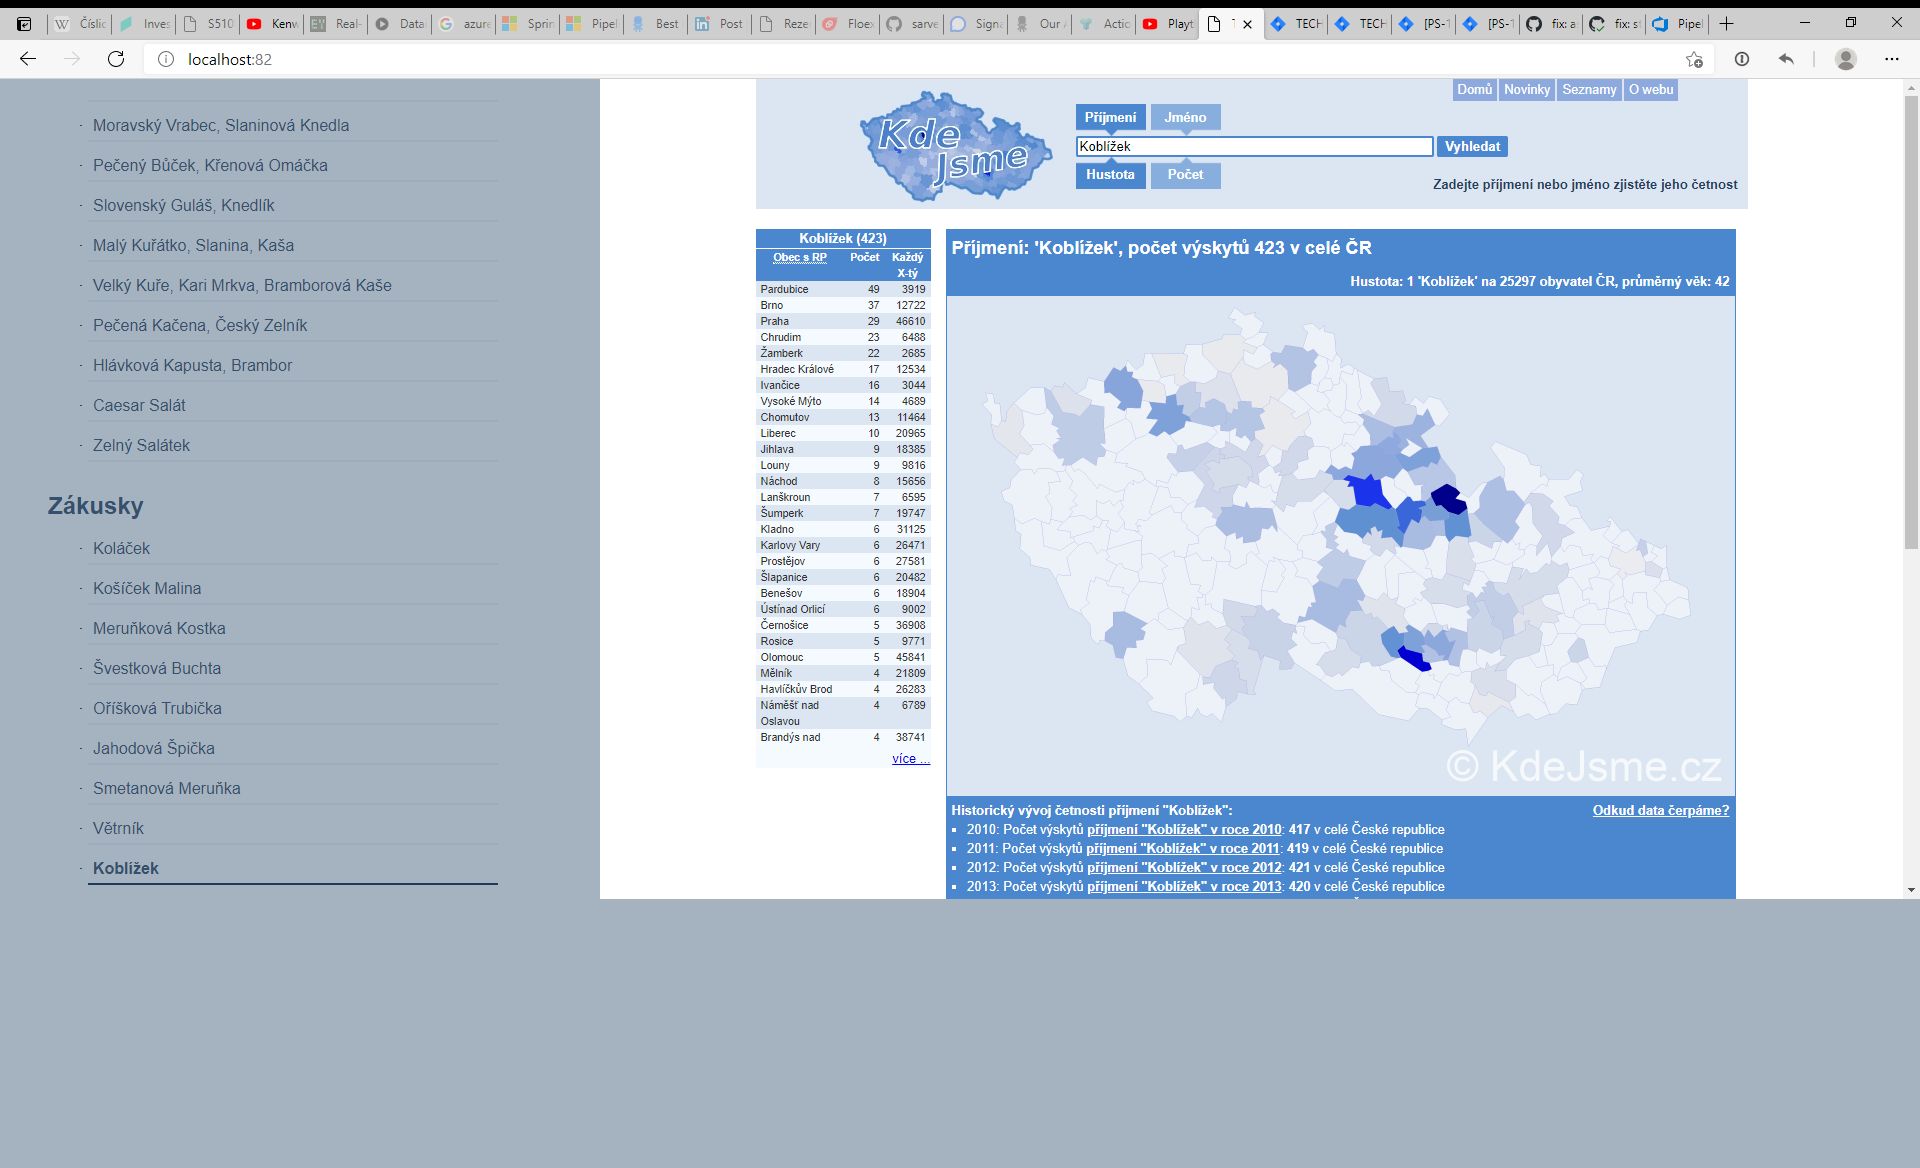 Číslic
Inves
S510
Kenw
Real-
Data
azure
Sprin
Pipel
Best
Post
Reze
Floex
sarve
Signa
Our A
Actio
Playt
TECH
TECH
[PS-1
[PS-1
fix: a
fix: s
Pipel
localhost:82
Moravský Vrabec, Slaninová Knedla
Pečený Bůček, Křenová Omáčka
Slovenský Guláš, Knedlík
Malý Kuřátko, Slanina, Kaša
Velký Kuře, Kari Mrkva, Bramborová Kaše
Pečená Kačena, Český Zelník
Hlávková Kapusta, Brambor
Caesar Salát
Zelný Salátek
Zákusky
Koláček
Košíček Malina
Meruňková Kostka
Švestková Buchta
Oříšková Trubička
Jahodová Špička
Smetanová Meruňka
Větrník
Koblížek
Domů Novinky Seznamy O webu
Kde
Jsme
Příjmení Jméno
Koblížek Vyhledat
Hustota Počet
Zadejte příjmení nebo jméno zjistěte jeho četnost
Koblížek (423)
Obec s RP Počet Každý
X-tý
Pardubice 49 3919
Brno 37 12722
Praha 29 46610
Chrudim 23 6488
Žamberk 22 2685
Hradec Králové 17 12534
Ivančice 16 3044
Vysoké Mýto 14 4689
Chomutov 13 11464
Liberec 10 20965
Jihlava 9 18385
Louny 9 9816
Náchod 8 15656
Lanškroun 7 6595
Šumperk 7 19747
Kladno 6 31125
Karlovy Vary 6 26471
Prostějov 6 27581
Šlapanice 6 20482
Benešov 6 18904
Ústínad Orlicí 6 9002
Černošice 5 36908
Rosice 5 9771
Olomouc 5 45841
Mělník 4 21809
Havlíčkův Brod 4 26283
Náměšť nad 4 6789
Oslavou
Brandýs nad 4 38741
více ...
Příjmení: 'Koblížek', počet výskytů 423 v celé ČR
Hustota: 1 'Koblížek' na 25297 obyvatel ČR, průměrný věk: 42
© KdeJsme.cz
Historický vývoj četnosti příjmení "Koblížek": Odkud data čerpáme?
2010: Počet výskytů příjmení "Koblížek" v roce 2010: 417 v celé České republice
2011: Počet výskytů příjmení "Koblížek" v roce 2011: 419 v celé České republice
2012: Počet výskytů příjmení "Koblížek" v roce 2012: 421 v celé České republice
2013: Počet výskytů příjmení "Koblížek" v roce 2013: 420 v celé České republice